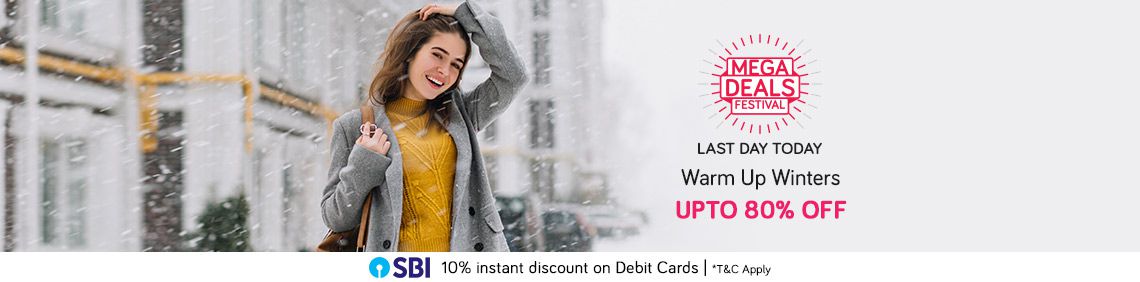 MEGA
DEALS
FESTIVAL
LAST DAY TODAY
Warm Up Winters
UPTO 80% OFF
SBI 10% instant discount on Debit Cards | *T&C Apply